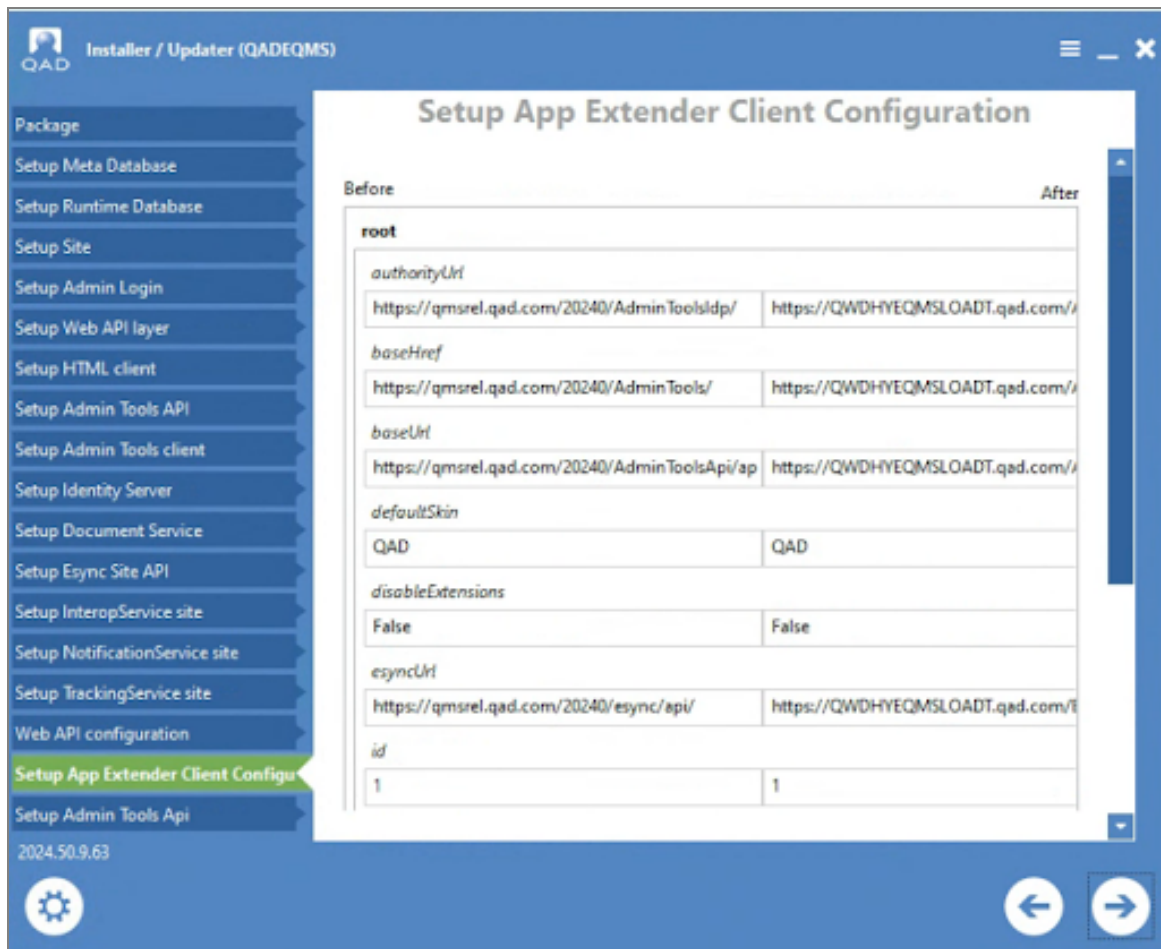 QAD
Installer / Updater (QADEQMS)
Package
Setup Meta Database
Setup Runtime Database
Setup Site
Setup Admin Login
Setup Web API layer
Setup HTML client
Setup Admin Tools API
Setup Admin Tools client
Setup Identity Server
Setup Document Service
Setup Esync Site API
Setup InteropService site
Setup NotificationService site
Setup TrackingService site
Web API configuration
Setup App Extender Client Configu
Setup Admin Tools Api
2024.50.9.63
Setup App Extender Client Configuration
Before After
root
authorityUrl
https://qmsrel.qad.com/20240/AdminToolsIdp/ https://QWDHYEQMSLOADT.qad.com/A
baseHref
https://qmsrel.qad.com/20240/AdminTools/ https://QWDHYEQMSLOADT.qad.com/A
baseUrl
https://qmsrel.qad.com/20240/AdminToolsApi/ap https://QWDHYEQMSLOADT.qad.com/A
defaultSkin
QAD QAD
disableExtensions
False False
esyncUrl
https://qmsrel.qad.com/20240/esync/api/ https://QWDHYEQMSLOADT.qad.com/E
id
1 1